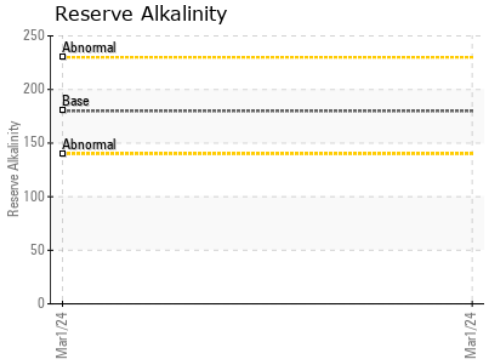 Reserve Alkalinity
250
Abnormal
200
Base
150
Abnormal
100
50
0
Reserve Alkalinity
Mar1/24
Mar1/24